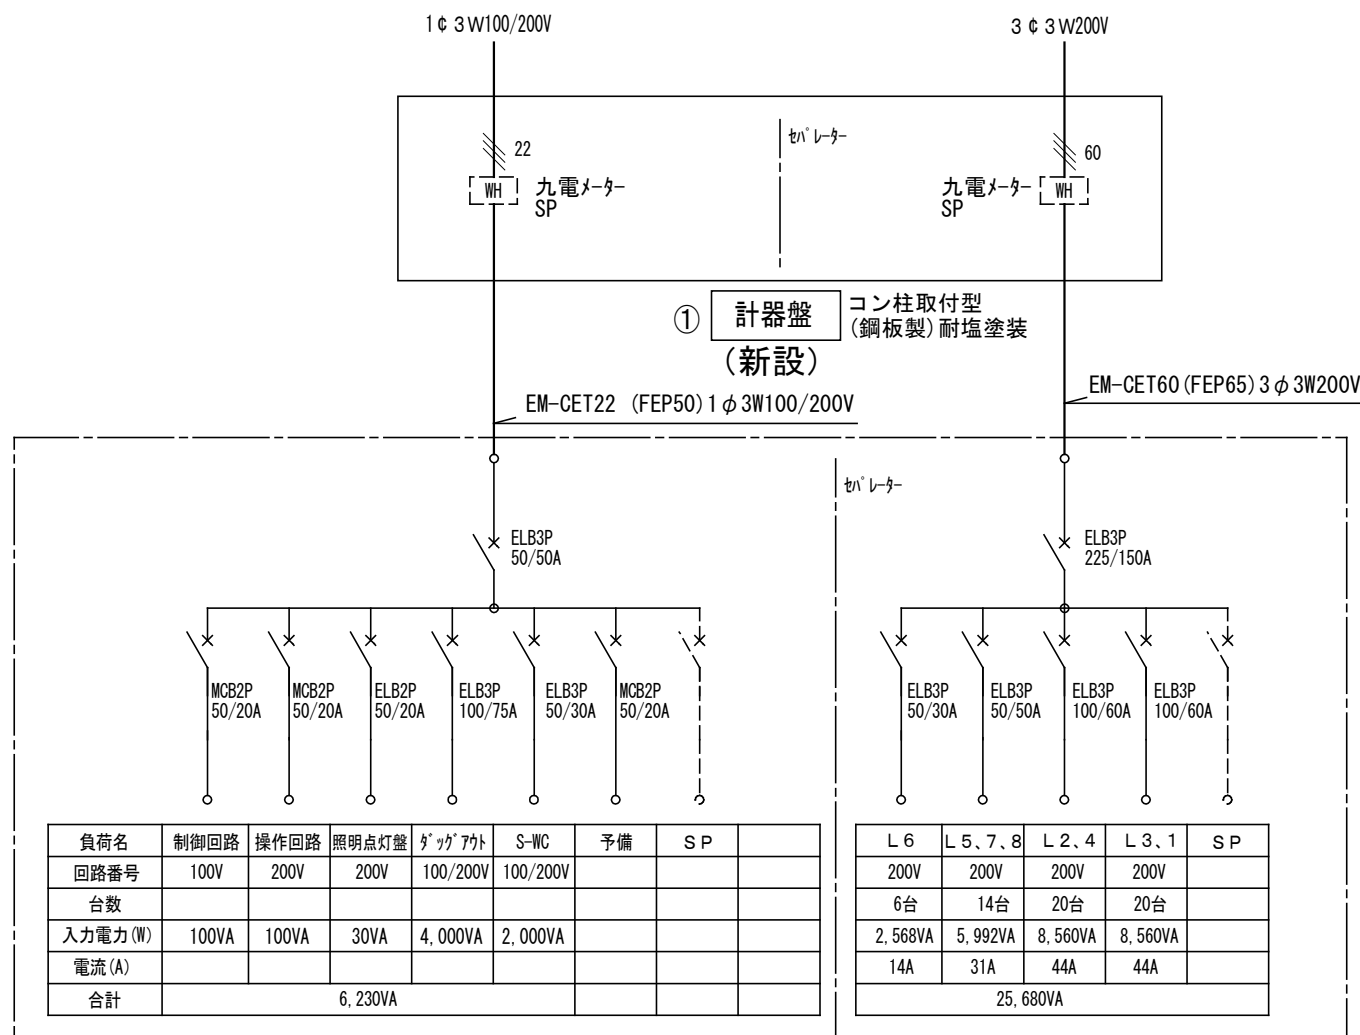 1¢3W100/200V
3¢3W200V
22
WH
九電ﾒｰﾀｰ
SP
ｾﾊﾟﾚｰﾀｰ
60
九電ﾒｰﾀｰ
SP
WH
① 計器盤
(新設)
コン柱取付型
(鋼板製)耐塩塗装
EM-CET22 (FEP50)1φ3W100/200V
EM-CET60(FEP65)3φ3W200V
ｾﾊﾟﾚｰﾀｰ
ELB3P
50/50A
ELB3P
225/150A
MCB2P
50/20A
MCB2P
50/20A
ELB2P
50/20A
ELB3P
100/75A
ELB3P
50/30A
MCB2P
50/20A
ELB3P
50/30A
ELB3P
50/50A
ELB3P
100/60A
ELB3P
100/60A
負荷名 制御回路 操作回路 照明点灯盤 ﾀﾞｯｸﾞｱｳﾄ S-WC 予備 SP
回路番号 100V 200V 200V 100/200V 100/200V
台数
入力電力(W) 100VA 100VA 30VA 4,000VA 2,000VA
電流(A)
合計 6,230VA
L6 L5、7、8 L2、4 L3、1 SP
200V 200V 200V 200V
6台 14台 20台 20台
2,568VA 5,992VA 8,560VA 8,560VA
14A 31A 44A 44A
25,680VA